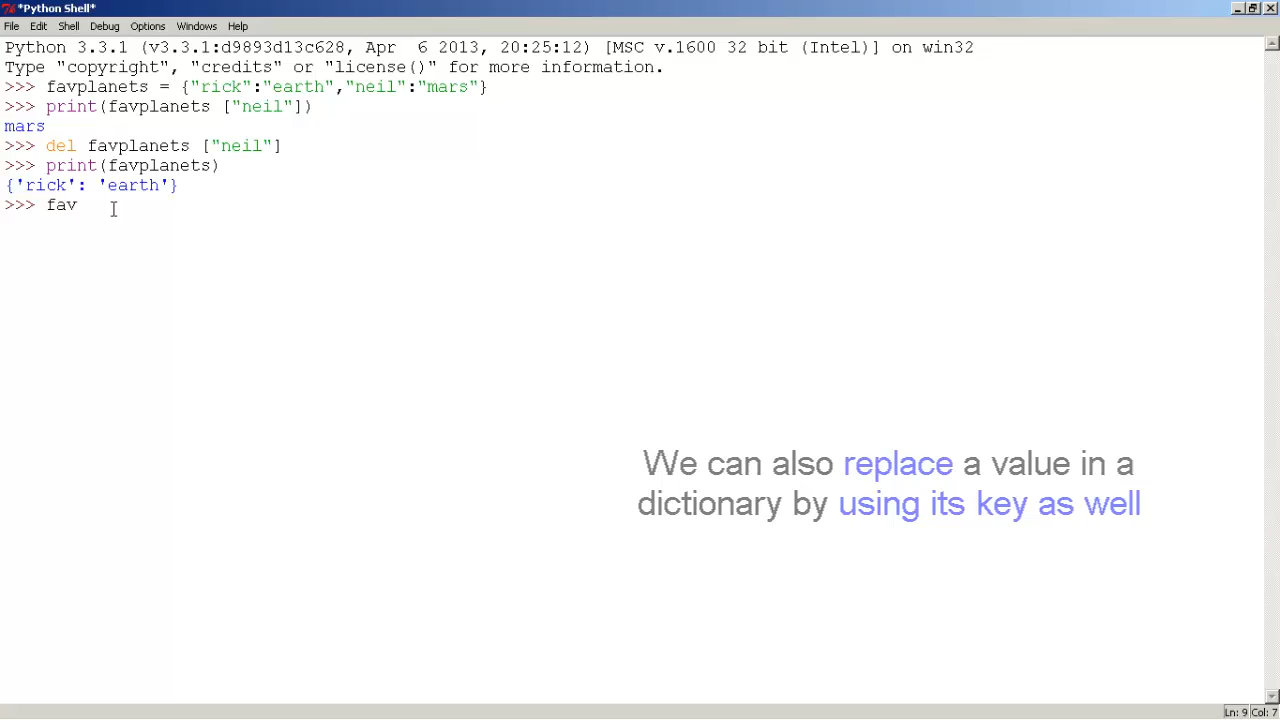 *Python Shell*
File Edit Shell Debug Options Windows Help
Python 3.3.1 (v3.3.1:d9893d13c628, Apr  6 2013, 20:25:12) [MSC v.1600 32 bit (Intel)] on win32
Type "copyright", "credits" or "license()" for more information.
>>> favplanets = {"rick":"earth","neil":"mars"}
>>> print(favplanets ["neil"])
mars
>>> del favplanets ["neil"]
>>> print(favplanets)
{'rick': 'earth'}
>>> fav
We can also replace a value in a
dictionary by using its key as well
Ln: 9 Col: 7